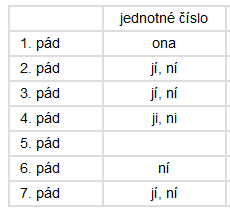 jednotné číslo
1. pád ona
2. pád jí, ní
3. pád jí, ní
4. pád ji, ni
5. pád
6. pád ní
7. pád jí, ní